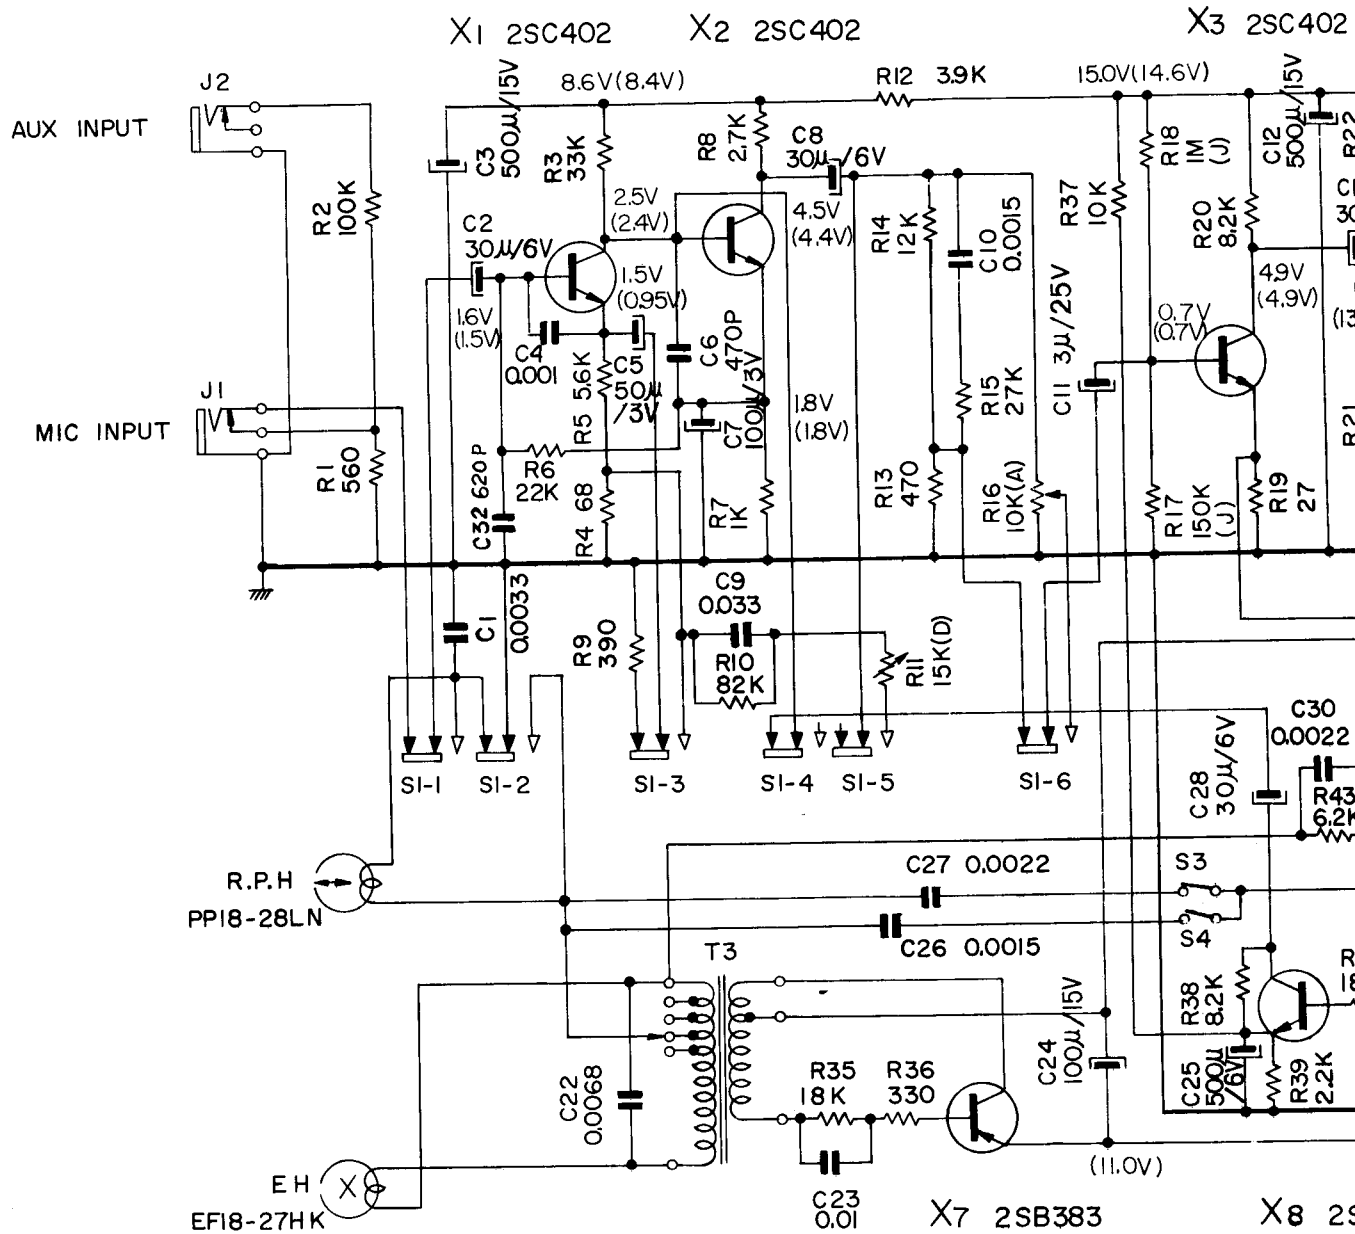 X1 2SC402
X2 2SC402
X3 2SC402
J2
AUX INPUT
8.6V(8.4V)
R12 3.9K
15.0V(14.6V)
C3
500µ/15V
R3
33K
R8
2.7K
C8
30µ/6V
R18
1M
(J)
C12
500µ/15V
R22
R2
100K
2.5V
(2.4V)
4.5V
(4.4V)
R14
12K
C10
0.0015
R37
10K
R20
8.2K
C1
30
C2
30µ/6V
1.5V
(0.95V)
1.6V
(1.5V)
4.9V
(4.9V)
0.7V
(0.7V)
(13
C4
0.001
C5
50µ
/3V
C6
470P
C11 3µ/25V
J1
MIC INPUT
R5 5.6K
C7
100µ/3V
1.8V
(1.8V)
R15
27K
R21
R1
560
R6
22K
C32 620P
R4 68
R7
1K
R13
470
R16
10K(A)
R17
150K
(J)
R19
27
C1
0.0033
R9
390
C9
0.033
R10
82K
R11
15K(D)
S1-1
S1-2
S1-3
S1-4
S1-5
S1-6
C28
30µ/6V
C30
0.0022
R43
6.2K
R.P.H
PP18-28LN
C27 0.0022
S3
C26 0.0015
S4
T3
R
18
C22
0.0068
R35
18K
R36
330
C24
100µ/15V
R38
8.2K
C25
500µ
/6V
R39
2.2K
EH
EF18-27HK
X
C23
0.01
(11.0V)
X7 2SB383
X8 2S